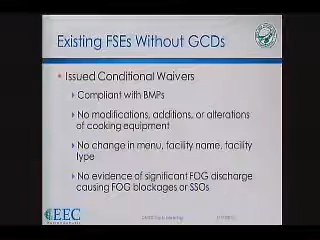 Existing FSEs Without GCDs
• Issued Conditional Waivers
Compliant with BMPs
No modifications, additions, or alterations
of cooking equipment
No change in menu, facility name, facility
type
No evidence of significant FOG discharge
causing FOG blockages or SSOs
EEC